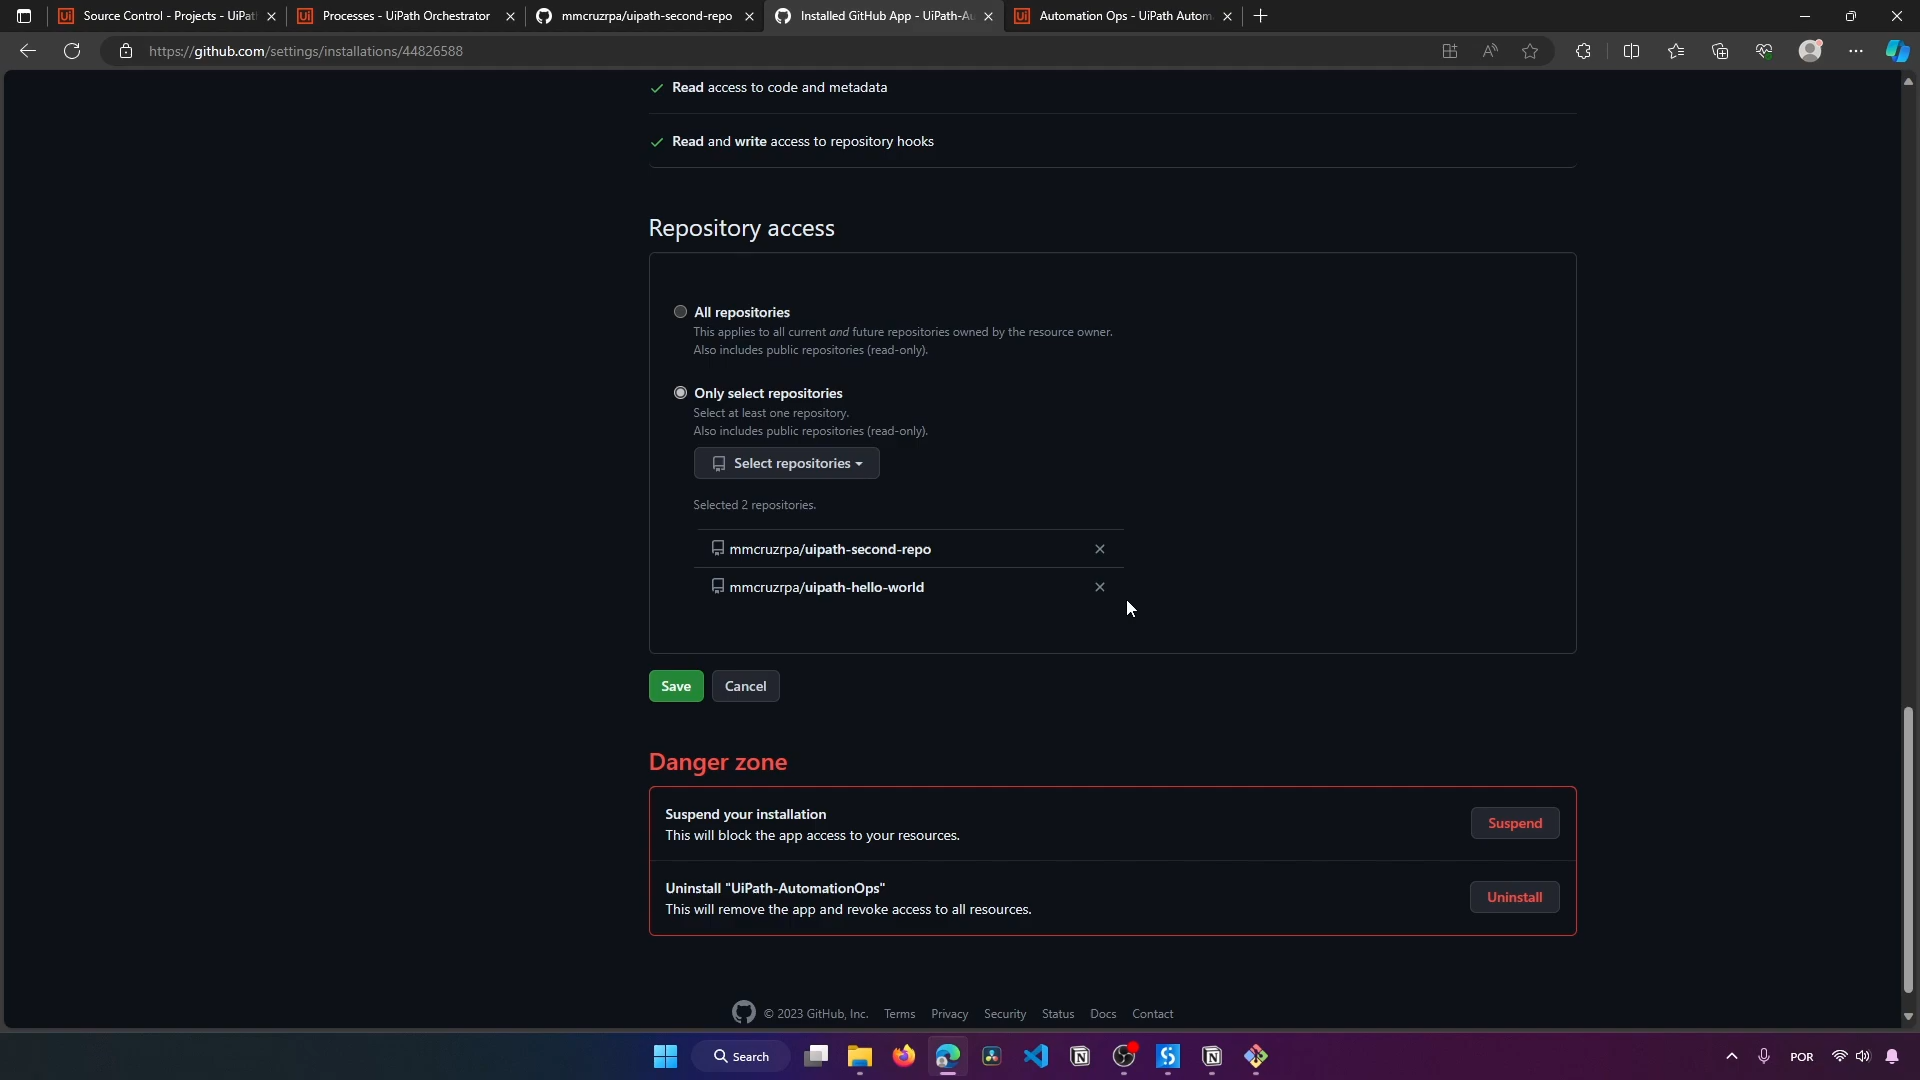 Source Control - Projects - UiPat
Processes - UiPath Orchestrator
mmcruzrpa/uipath-second-repo
Installed GitHub App - UiPath-Au
Automation Ops - UiPath Autom
https://github.com/settings/installations/44826588
Read access to code and metadata
Read and write access to repository hooks
Repository access
All repositories
This applies to all current and future repositories owned by the resource owner.
Also includes public repositories (read-only).
Only select repositories
Select at least one repository.
Also includes public repositories (read-only).
Select repositories
Selected 2 repositories.
mmcruzrpa/uipath-second-repo
mmcruzrpa/uipath-hello-world
Save
Cancel
Danger zone
Suspend your installation
This will block the app access to your resources.
Suspend
Uninstall "UiPath-AutomationOps"
This will remove the app and revoke access to all resources.
Uninstall
© 2023 GitHub, Inc. Terms Privacy Security Status Docs Contact
Search
POR